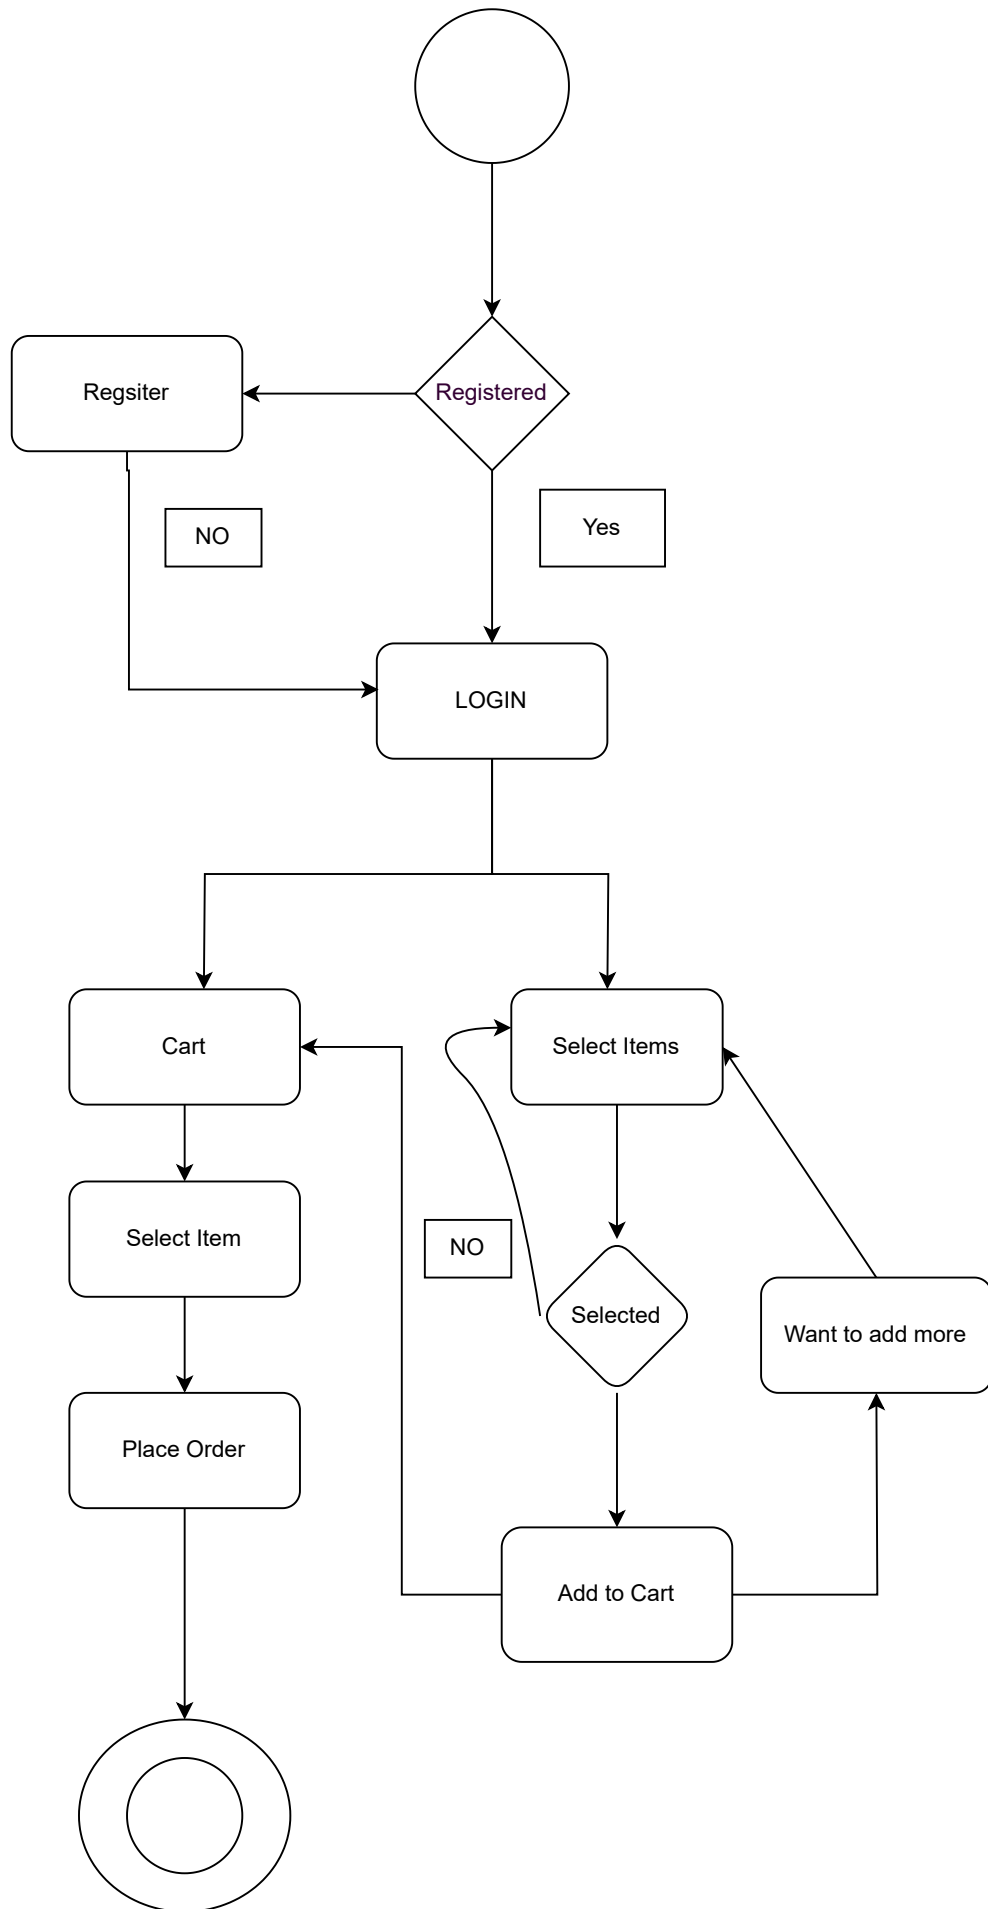 Registered
Regsiter
NO
Yes
LOGIN
Cart
Select Items
Select Item
NO
Selected
Want to add more
Place Order
Add to Cart